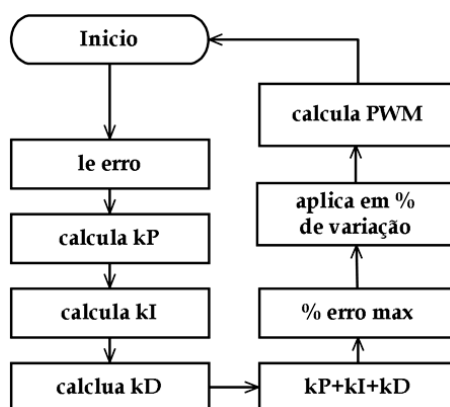 Inicio
le erro
calcula kP
calcula kI
calclua kD
kP+kI+kD
% erro max
aplica em %
de variação
calcula PWM